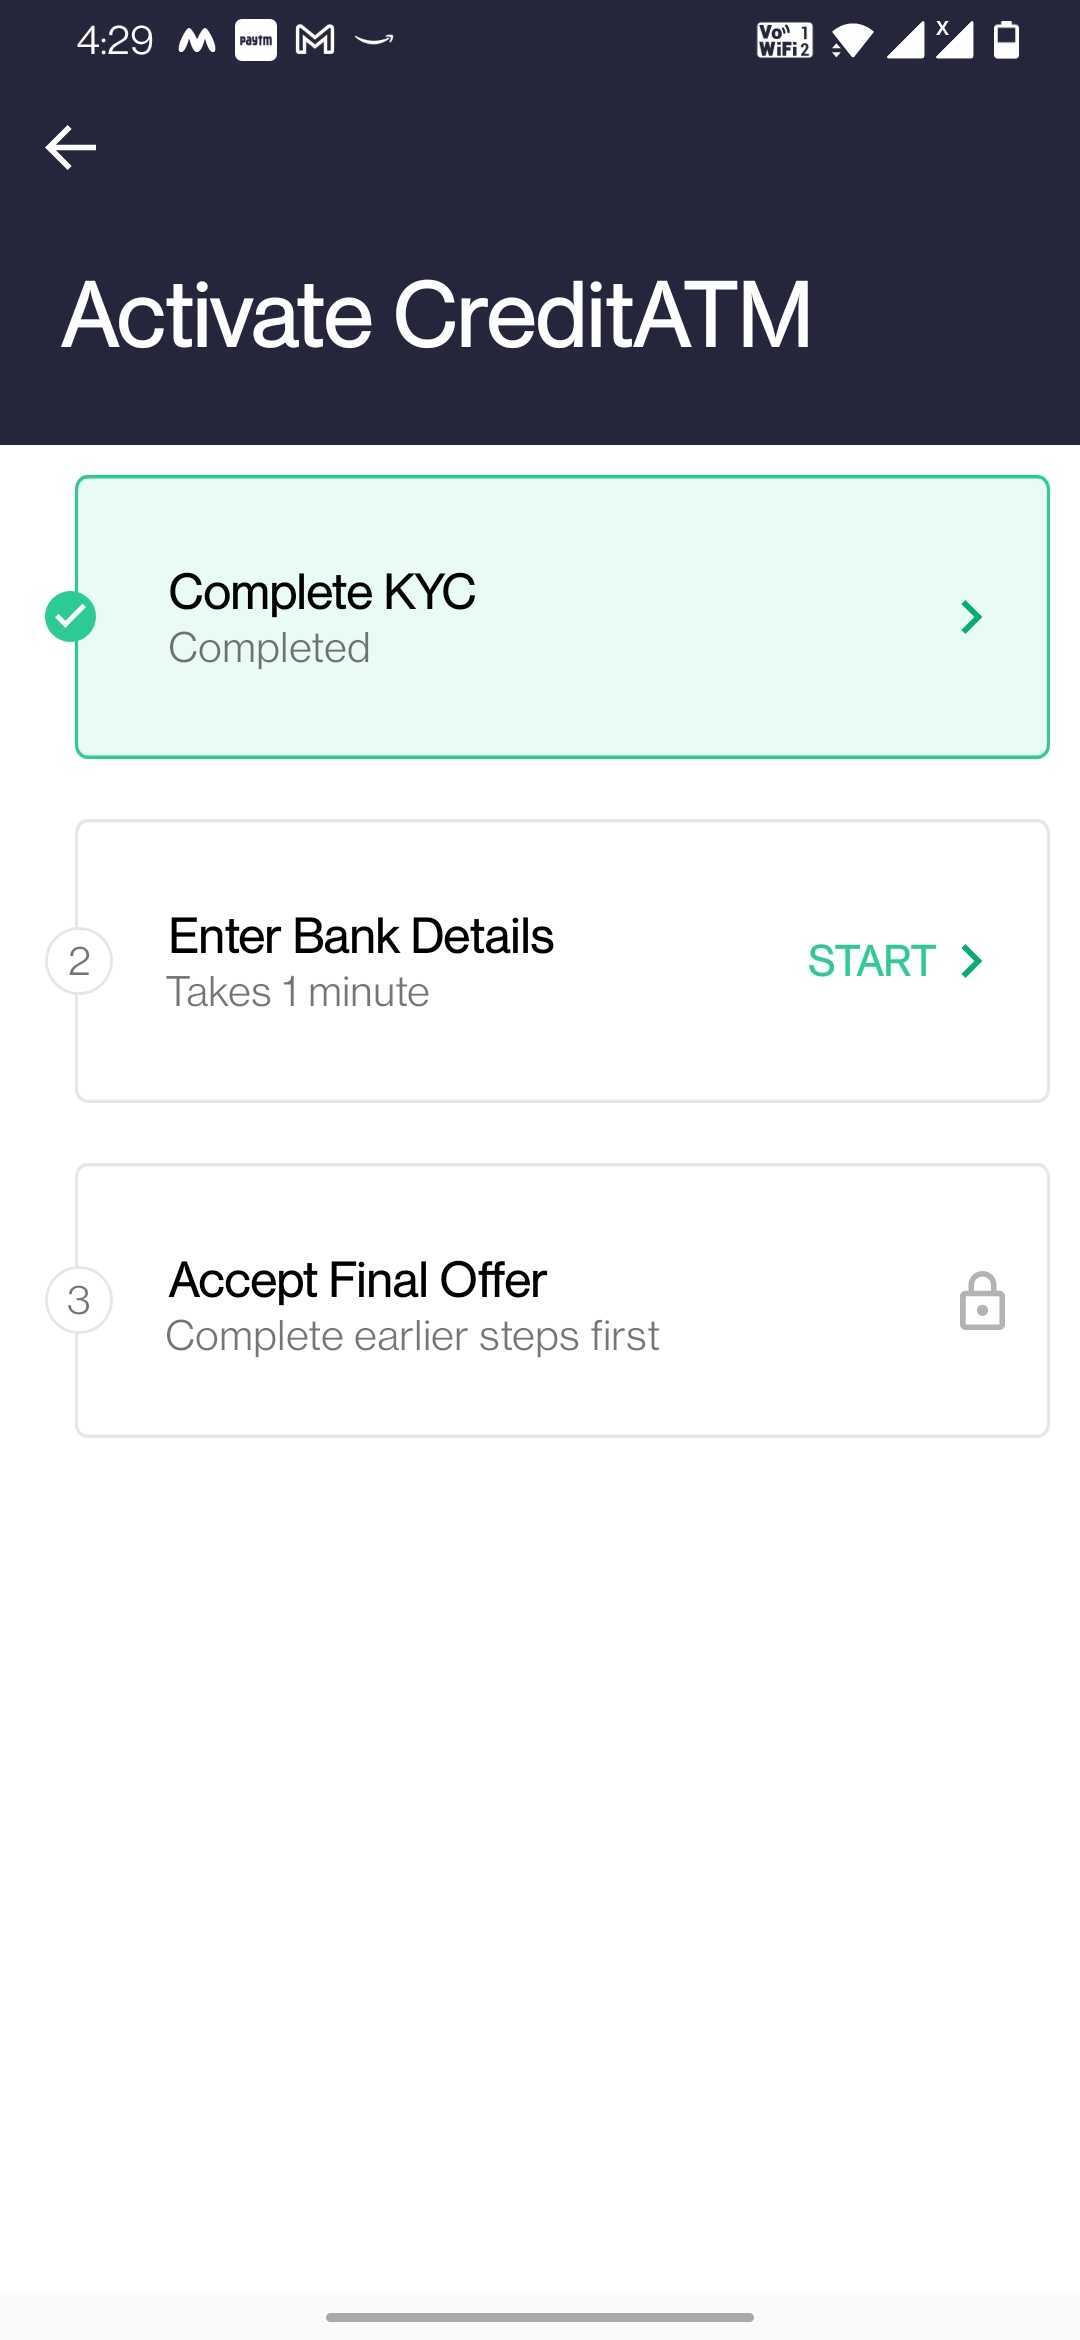 4:29 paytm Vo 1 WiFi 2 X
Activate CreditATM
Complete KYC
Completed
2
Enter Bank Details
Takes 1 minute
START
3
Accept Final Offer
Complete earlier steps first